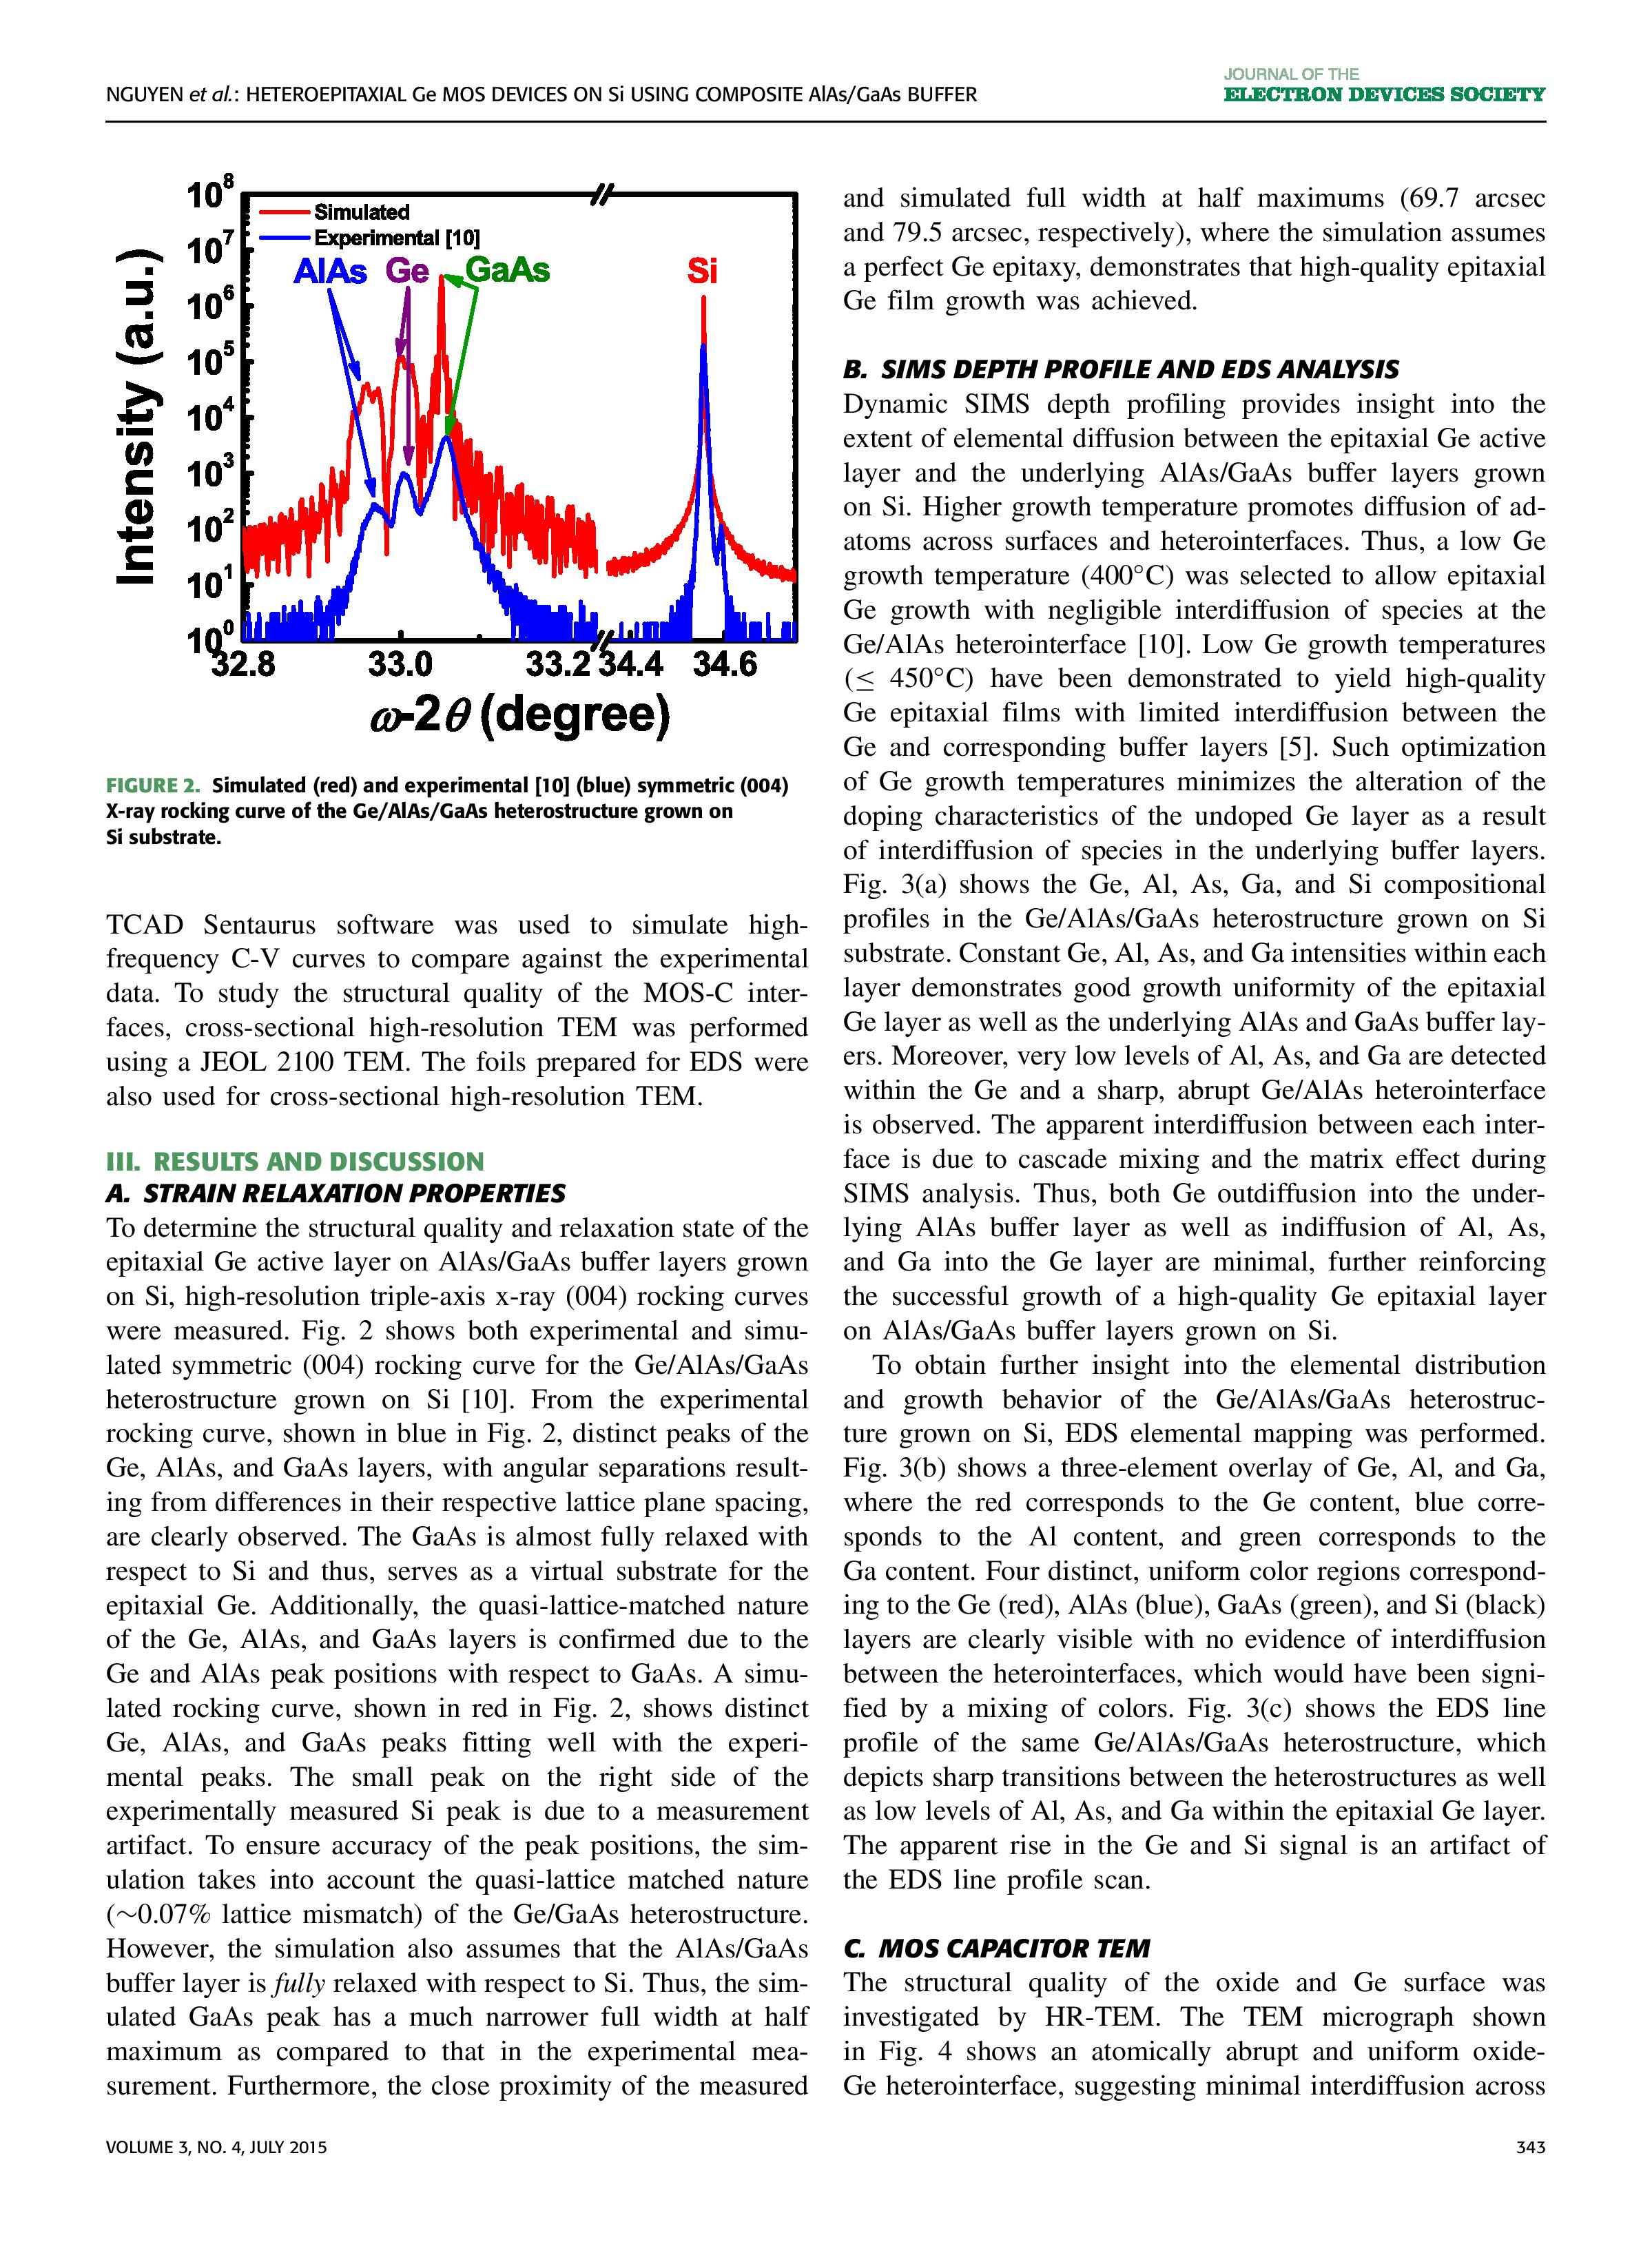 NGUYEN et al.: HETEROEPITAXIAL Ge MOS DEVICES ON Si USING COMPOSITE AlAs/GaAs BUFFER
JOURNAL OF THE
ELECTRON DEVICES SOCIETY
10⁸
10⁷
10⁶
10⁵
10⁴
10³
10²
10¹
10⁰
Intensity (a.u.)
Simulated
Experimental [10]
AlAs Ge GaAs
Si
32.8 33.0 33.2 34.4 34.6
ω-2θ (degree)
FIGURE 2. Simulated (red) and experimental [10] (blue) symmetric (004)
X-ray rocking curve of the Ge/AlAs/GaAs heterostructure grown on
Si substrate.
TCAD Sentaurus software was used to simulate high-
frequency C-V curves to compare against the experimental
data. To study the structural quality of the MOS-C inter-
faces, cross-sectional high-resolution TEM was performed
using a JEOL 2100 TEM. The foils prepared for EDS were
also used for cross-sectional high-resolution TEM.
III. RESULTS AND DISCUSSION
A. STRAIN RELAXATION PROPERTIES
To determine the structural quality and relaxation state of the
epitaxial Ge active layer on AlAs/GaAs buffer layers grown
on Si, high-resolution triple-axis x-ray (004) rocking curves
were measured. Fig. 2 shows both experimental and simu-
lated symmetric (004) rocking curve for the Ge/AlAs/GaAs
heterostructure grown on Si [10]. From the experimental
rocking curve, shown in blue in Fig. 2, distinct peaks of the
Ge, AlAs, and GaAs layers, with angular separations result-
ing from differences in their respective lattice plane spacing,
are clearly observed. The GaAs is almost fully relaxed with
respect to Si and thus, serves as a virtual substrate for the
epitaxial Ge. Additionally, the quasi-lattice-matched nature
of the Ge, AlAs, and GaAs layers is confirmed due to the
Ge and AlAs peak positions with respect to GaAs. A simu-
lated rocking curve, shown in red in Fig. 2, shows distinct
Ge, AlAs, and GaAs peaks fitting well with the experi-
mental peaks. The small peak on the right side of the
experimentally measured Si peak is due to a measurement
artifact. To ensure accuracy of the peak positions, the sim-
ulation takes into account the quasi-lattice matched nature
(∼0.07% lattice mismatch) of the Ge/GaAs heterostructure.
However, the simulation also assumes that the AlAs/GaAs
buffer layer is fully relaxed with respect to Si. Thus, the sim-
ulated GaAs peak has a much narrower full width at half
maximum as compared to that in the experimental mea-
surement. Furthermore, the close proximity of the measured
and simulated full width at half maximums (69.7 arcsec
and 79.5 arcsec, respectively), where the simulation assumes
a perfect Ge epitaxy, demonstrates that high-quality epitaxial
Ge film growth was achieved.
B. SIMS DEPTH PROFILE AND EDS ANALYSIS
Dynamic SIMS depth profiling provides insight into the
extent of elemental diffusion between the epitaxial Ge active
layer and the underlying AlAs/GaAs buffer layers grown
on Si. Higher growth temperature promotes diffusion of ad-
atoms across surfaces and heterointerfaces. Thus, a low Ge
growth temperature (400°C) was selected to allow epitaxial
Ge growth with negligible interdiffusion of species at the
Ge/AlAs heterointerface [10]. Low Ge growth temperatures
(≤ 450°C) have been demonstrated to yield high-quality
Ge epitaxial films with limited interdiffusion between the
Ge and corresponding buffer layers [5]. Such optimization
of Ge growth temperatures minimizes the alteration of the
doping characteristics of the undoped Ge layer as a result
of interdiffusion of species in the underlying buffer layers.
Fig. 3(a) shows the Ge, Al, As, Ga, and Si compositional
profiles in the Ge/AlAs/GaAs heterostructure grown on Si
substrate. Constant Ge, Al, As, and Ga intensities within each
layer demonstrates good growth uniformity of the epitaxial
Ge layer as well as the underlying AlAs and GaAs buffer lay-
ers. Moreover, very low levels of Al, As, and Ga are detected
within the Ge and a sharp, abrupt Ge/AlAs heterointerface
is observed. The apparent interdiffusion between each inter-
face is due to cascade mixing and the matrix effect during
SIMS analysis. Thus, both Ge outdiffusion into the under-
lying AlAs buffer layer as well as indiffusion of Al, As,
and Ga into the Ge layer are minimal, further reinforcing
the successful growth of a high-quality Ge epitaxial layer
on AlAs/GaAs buffer layers grown on Si.
To obtain further insight into the elemental distribution
and growth behavior of the Ge/AlAs/GaAs heterostruc-
ture grown on Si, EDS elemental mapping was performed.
Fig. 3(b) shows a three-element overlay of Ge, Al, and Ga,
where the red corresponds to the Ge content, blue corre-
sponds to the Al content, and green corresponds to the
Ga content. Four distinct, uniform color regions correspond-
ing to the Ge (red), AlAs (blue), GaAs (green), and Si (black)
layers are clearly visible with no evidence of interdiffusion
between the heterointerfaces, which would have been signi-
fied by a mixing of colors. Fig. 3(c) shows the EDS line
profile of the same Ge/AlAs/GaAs heterostructure, which
depicts sharp transitions between the heterostructures as well
as low levels of Al, As, and Ga within the epitaxial Ge layer.
The apparent rise in the Ge and Si signal is an artifact of
the EDS line profile scan.
C. MOS CAPACITOR TEM
The structural quality of the oxide and Ge surface was
investigated by HR-TEM. The TEM micrograph shown
in Fig. 4 shows an atomically abrupt and uniform oxide-
Ge heterointerface, suggesting minimal interdiffusion across
VOLUME 3, NO. 4, JULY 2015
343